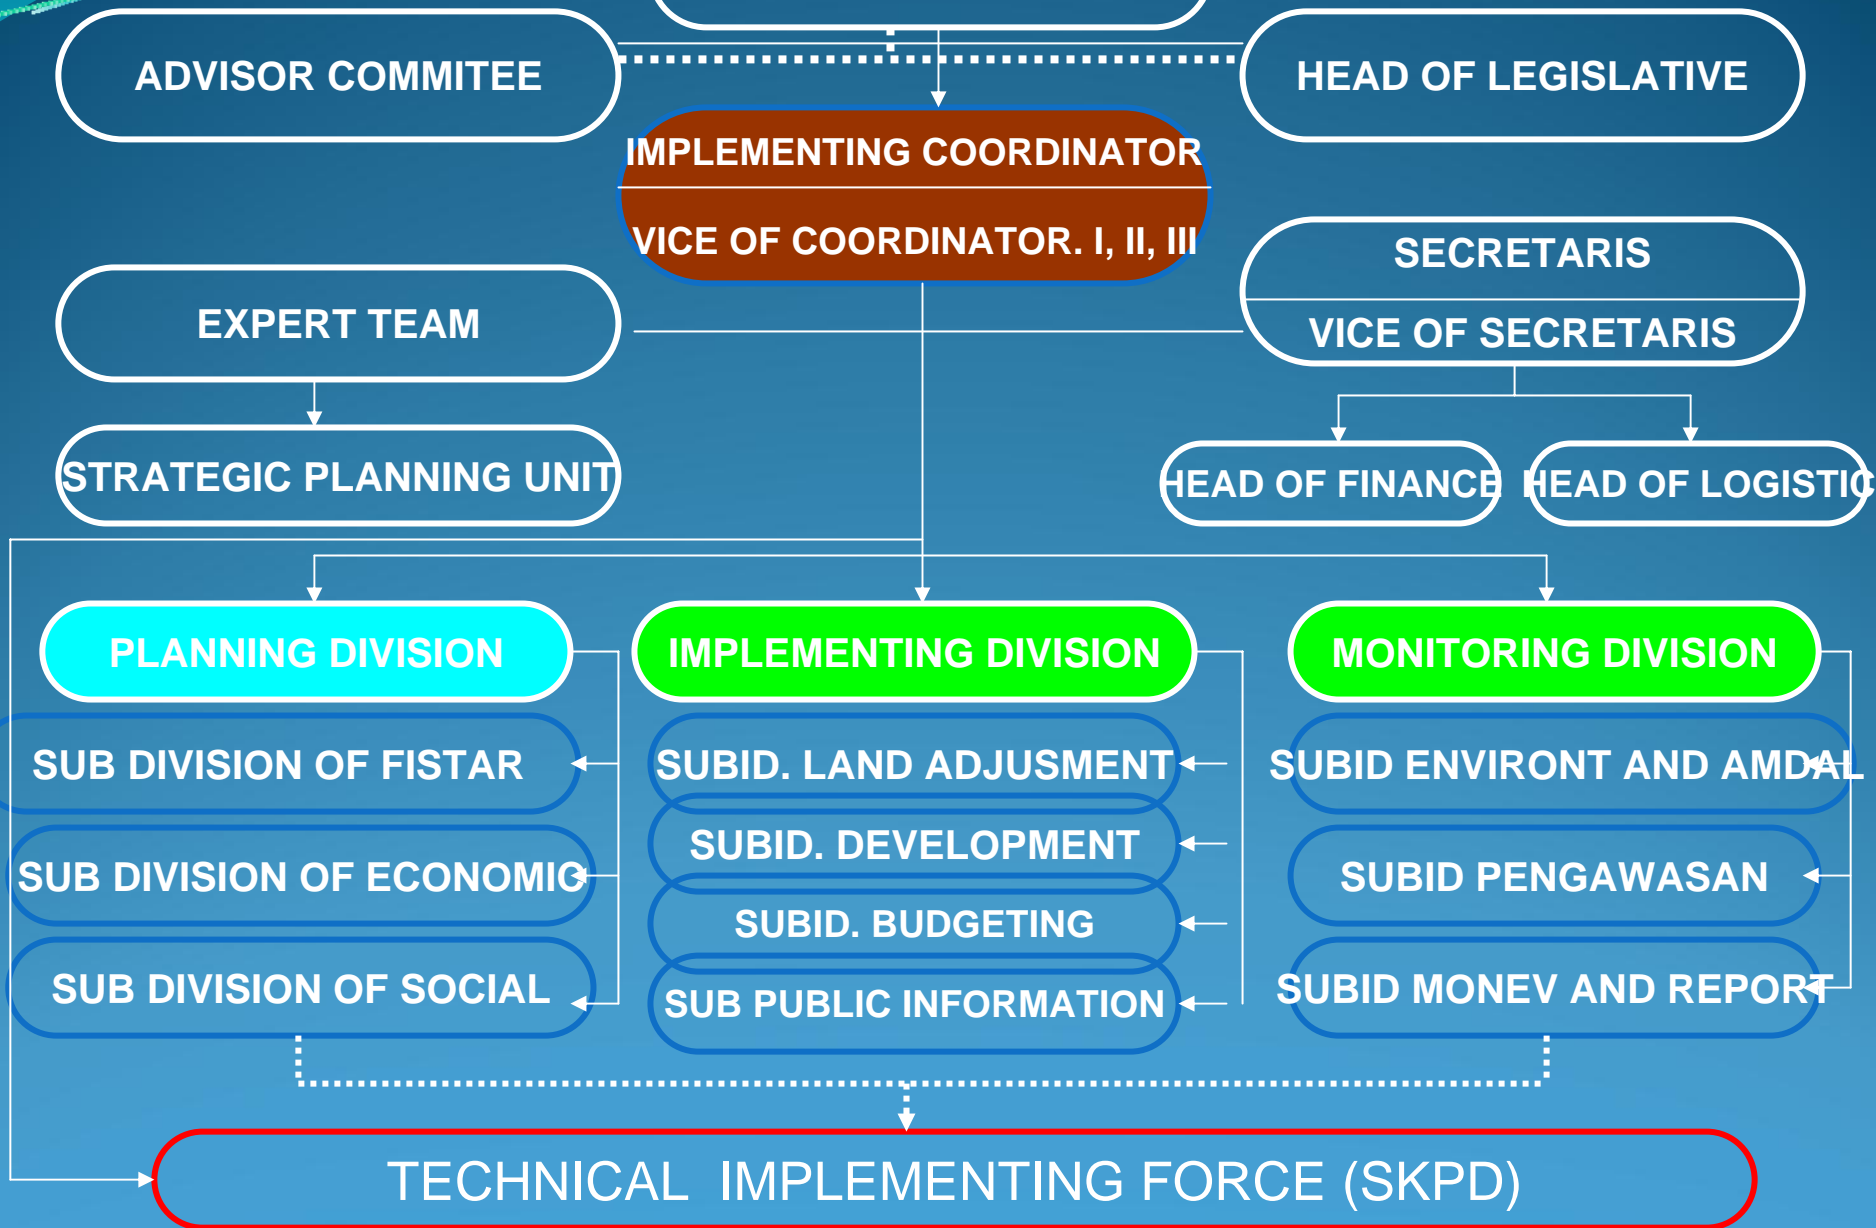 ADVISOR COMMITEE
HEAD OF LEGISLATIVE
IMPLEMENTING COORDINATOR
VICE OF COORDINATOR. I, II, III
SECRETARIS
VICE OF SECRETARIS
EXPERT TEAM
STRATEGIC PLANNING UNIT
HEAD OF FINANCE
HEAD OF LOGISTIC
PLANNING DIVISION
IMPLEMENTING DIVISION
MONITORING DIVISION
SUB DIVISION OF FISTAR
SUB DIVISION OF ECONOMIC
SUB DIVISION OF SOCIAL
SUBID. LAND ADJUSMENT
SUBID. DEVELOPMENT
SUBID. BUDGETING
SUB PUBLIC INFORMATION
SUBID ENVIRONT AND AMDAL
SUBID PENGAWASAN
SUBID MONEV AND REPORT
TECHNICAL IMPLEMENTING FORCE (SKPD)